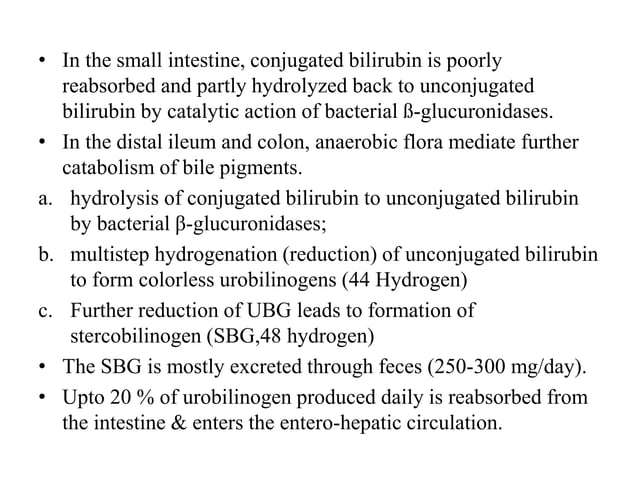 • In the small intestine, conjugated bilirubin is poorly
reabsorbed and partly hydrolyzed back to unconjugated
bilirubin by catalytic action of bacterial ß-glucuronidases.
• In the distal ileum and colon, anaerobic flora mediate further
catabolism of bile pigments.
a. hydrolysis of conjugated bilirubin to unconjugated bilirubin
by bacterial β-glucuronidases;
b. multistep hydrogenation (reduction) of unconjugated bilirubin
to form colorless urobilinogens (44 Hydrogen)
c. Further reduction of UBG leads to formation of
stercobilinogen (SBG,48 hydrogen)
• The SBG is mostly excreted through feces (250-300 mg/day).
• Upto 20 % of urobilinogen produced daily is reabsorbed from
the intestine & enters the entero-hepatic circulation.